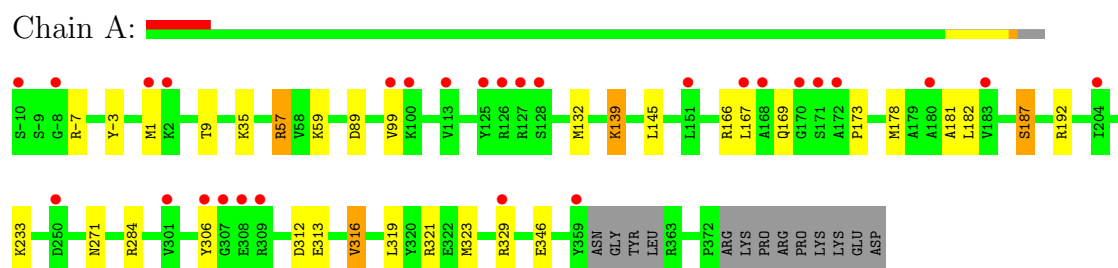 Chain A:
S-10 S-9 G-8 R-7 Y-3 M1 K2 T9 K35 R57 V58 K59 D89 V99 K100 V113 Y125 R126 R127 S128 M132 K139 L145 L151 R166 L167 A168 Q169 G170 S171 A172 P173 M178 A179 A180 A181 L182 V183 S187 R192 I204
K233 D250 N271 R284 V301 Y306 G307 E308 R309 D312 E313 V316 L319 Y320 R321 E322 M323 R329 E346 Y359 ASN GLY TYR LEU R363 P372 ARG LYS PRO ARG PRO LYS LYS GLU ASP